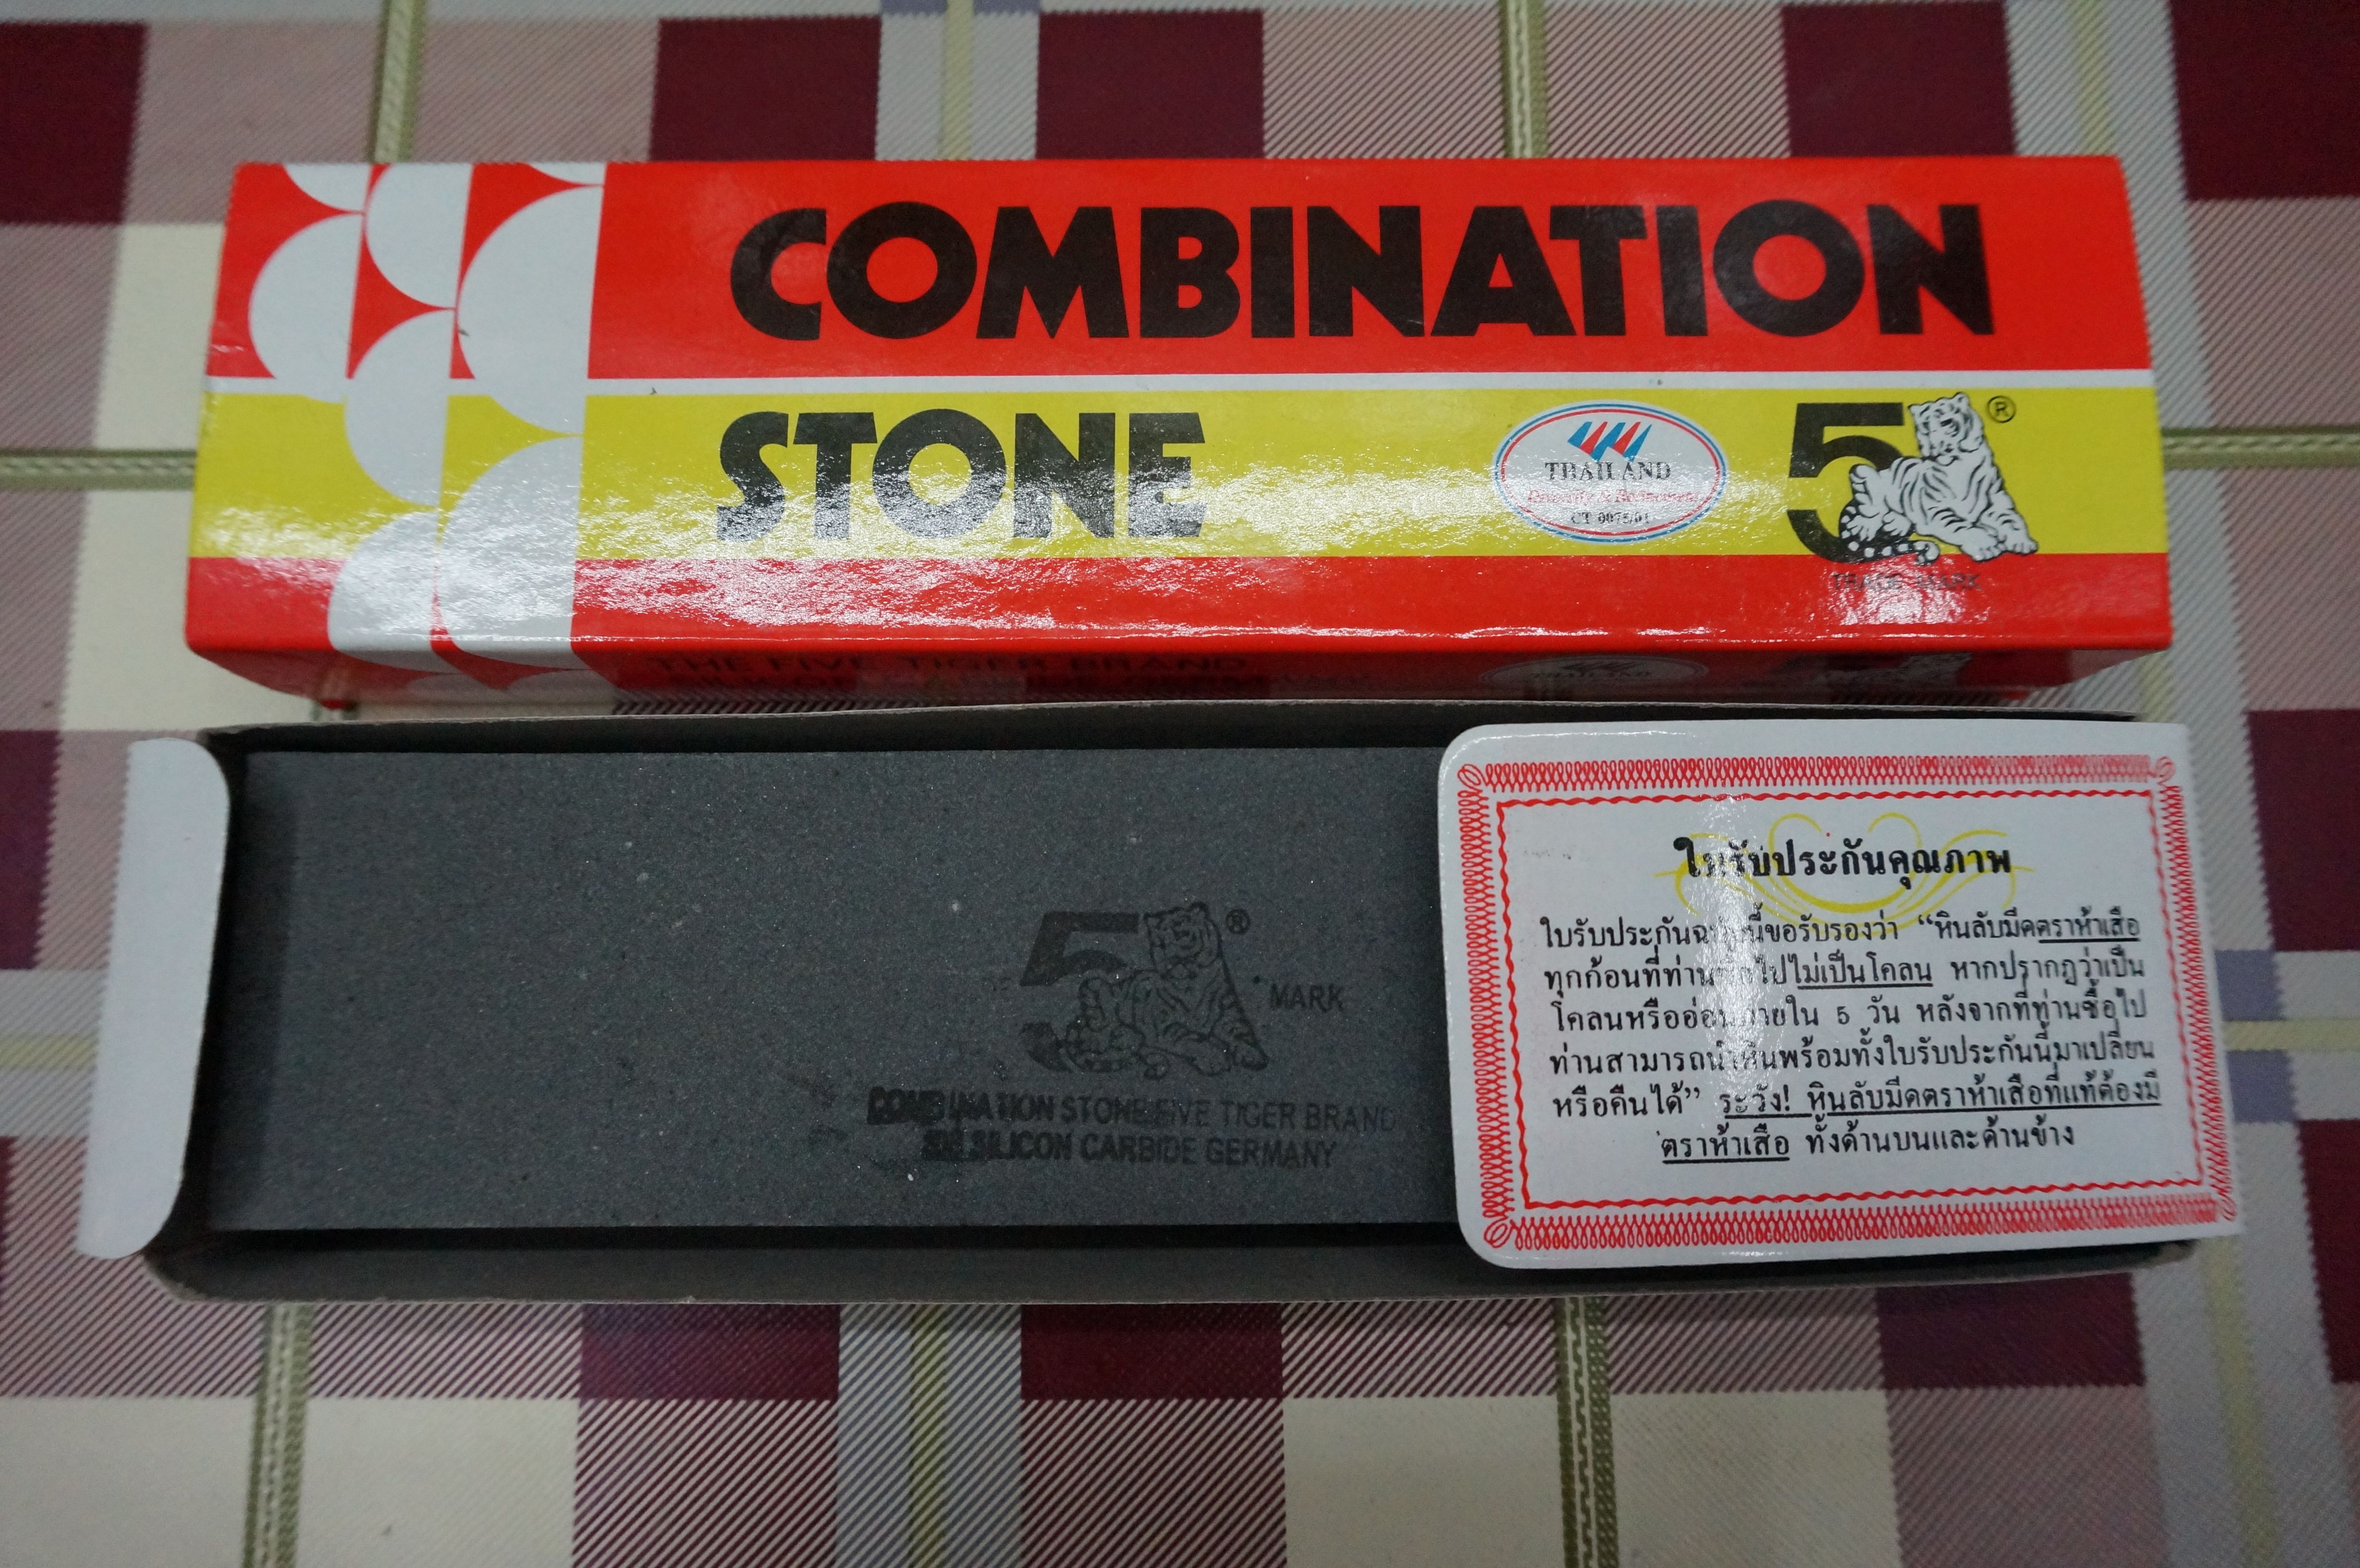 COMBINATION
STONE
THAILAND
CT 0075/01
5 ®
TRADE MARK
THE FIVE TIGER BRAND
THAILAND
5 ®
MARK
COMBINATION STONE.FIVE TIGER BRAND
SILICON CARBIDE GERMANY
ใบรับประกันคุณภาพ
ใบรับประกันฉบับนี้ขอรับรองว่า “หินลับมีดตราห้าเสือ
ทุกก้อนที่ท่านซื้อไปไม่เป็นโคลน หากปรากฏว่าเป็น
โคลนหรืออ่อนภายใน 5 วัน หลังจากที่ท่านซื้อไป
ท่านสามารถนำหินพร้อมทั้งใบรับประกันนี้มาเปลี่ยน
หรือคืนได้” ระวัง! หินลับมีดตราห้าเสือที่แท้ต้องมี
ตราห้าเสือ ทั้งด้านบนและด้านข้าง